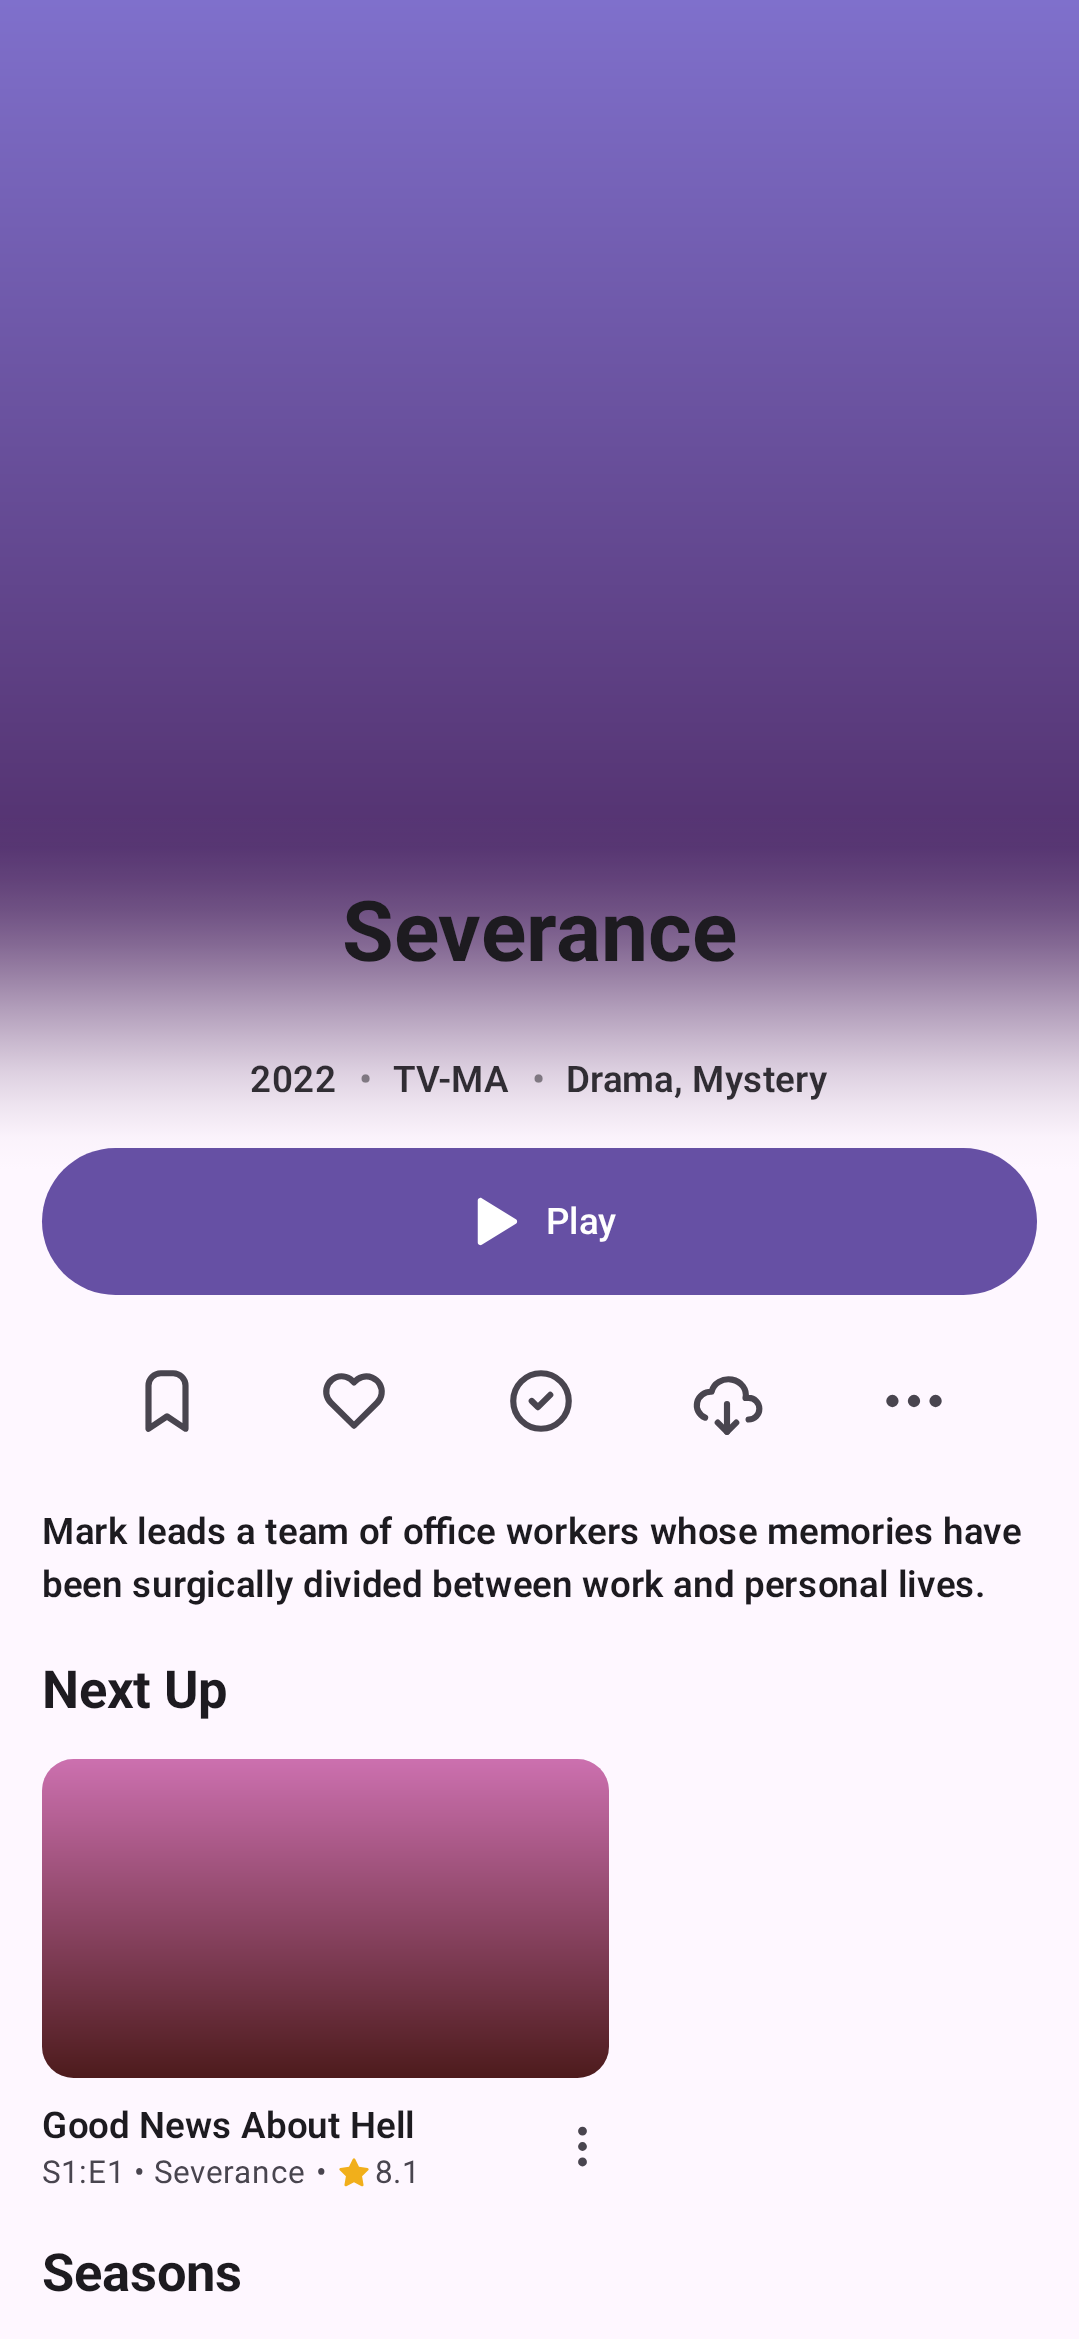 Severance
2022 • TV-MA • Drama, Mystery
Play
Mark leads a team of office workers whose memories have
been surgically divided between work and personal lives.
Next Up
Good News About Hell
S1:E1 • Severance • 8.1
Seasons